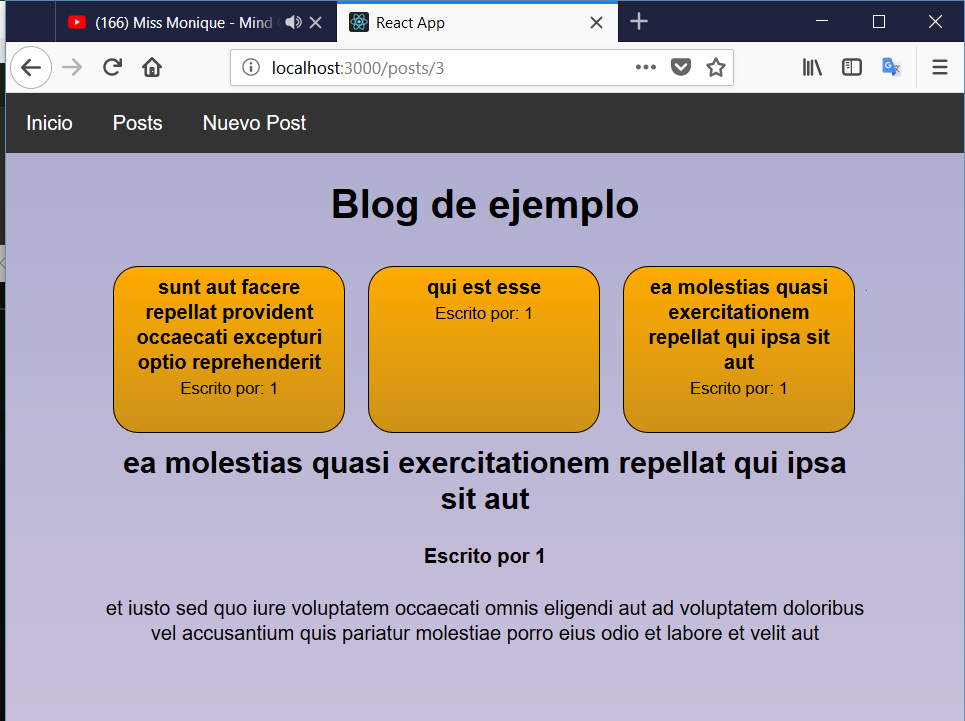 (166) Miss Monique - Mind
React App
localhost:3000/posts/3
Inicio Posts Nuevo Post
Blog de ejemplo
sunt aut facere
repellat provident
occaecati excepturi
optio reprehenderit
Escrito por: 1
qui est esse
Escrito por: 1
ea molestias quasi
exercitationem
repellat qui ipsa sit
aut
Escrito por: 1
ea molestias quasi exercitationem repellat qui ipsa
sit aut
Escrito por 1
et iusto sed quo iure voluptatem occaecati omnis eligendi aut ad voluptatem doloribus
vel accusantium quis pariatur molestiae porro eius odio et labore et velit aut